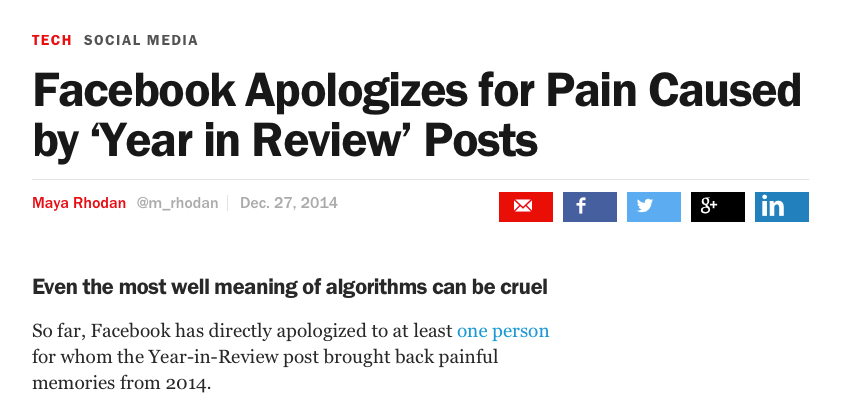 TECH SOCIAL MEDIA
Facebook Apologizes for Pain Caused
by ‘Year in Review’ Posts
Maya Rhodan @m_rhodan Dec. 27, 2014
f g+ in
Even the most well meaning of algorithms can be cruel
So far, Facebook has directly apologized to at least one person
for whom the Year-in-Review post brought back painful
memories from 2014.